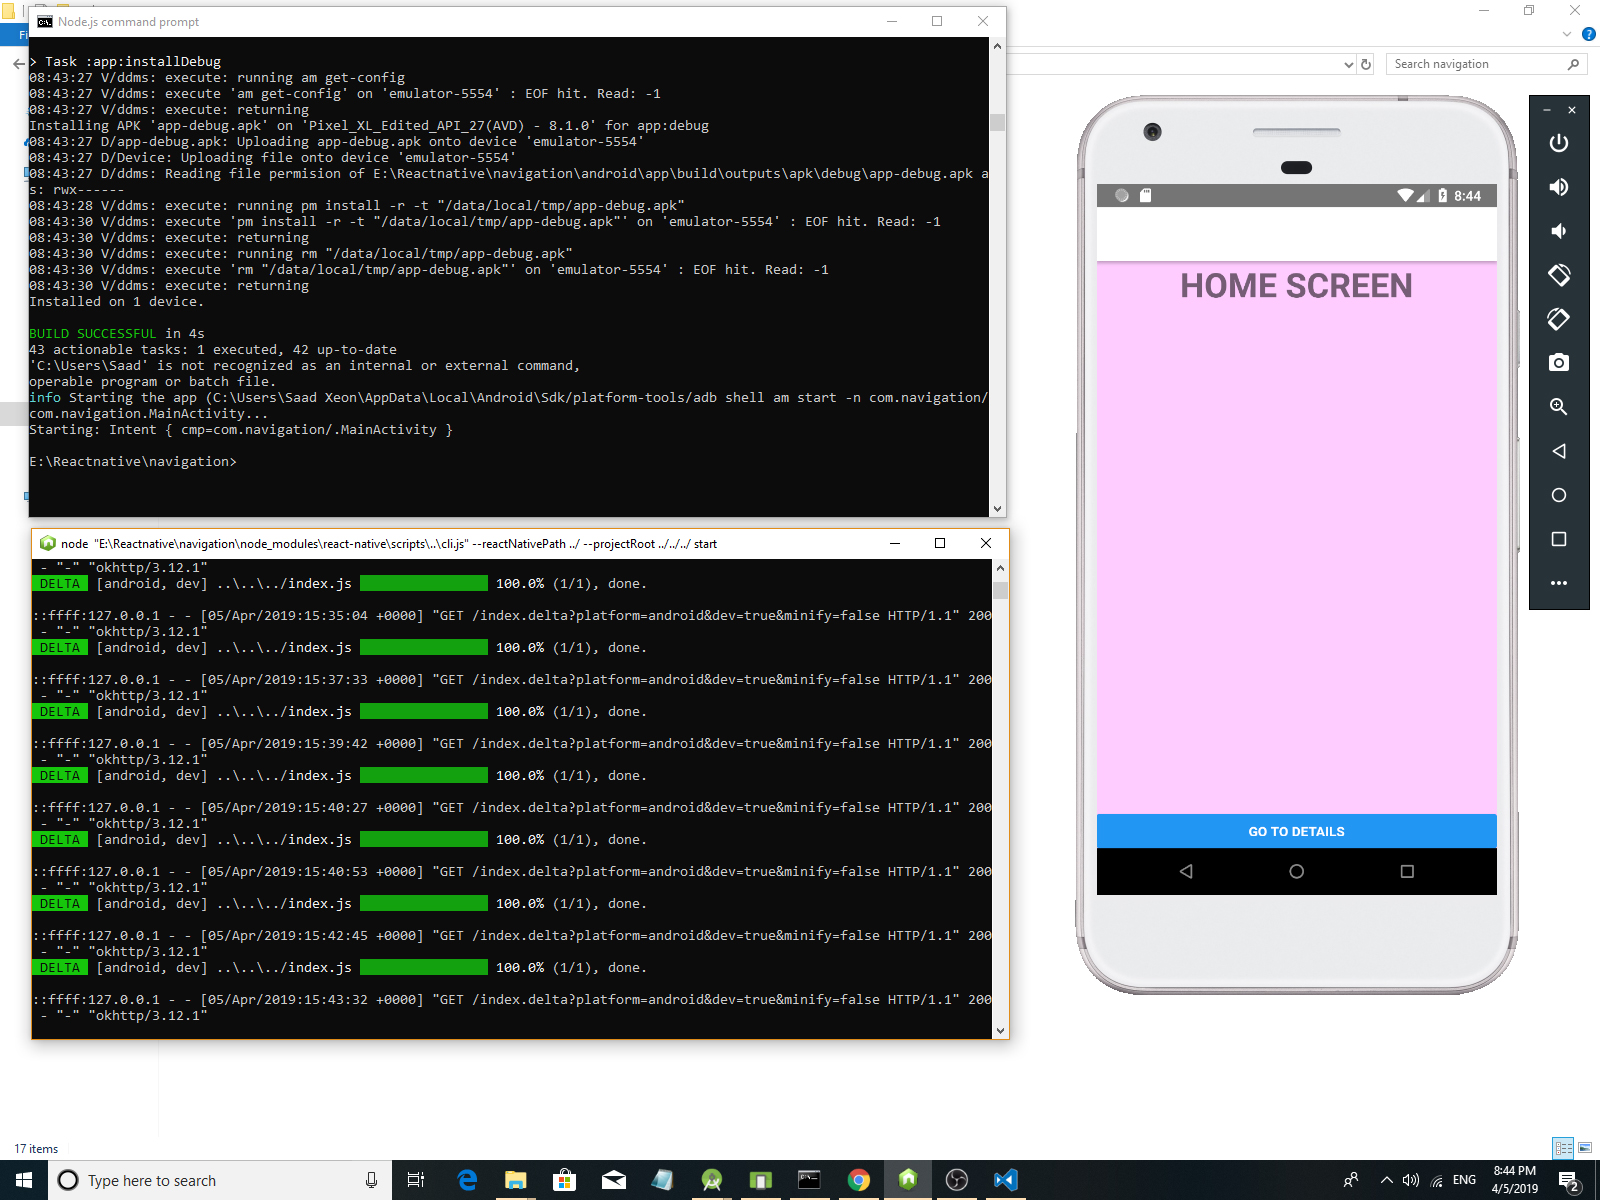 Node.js command prompt
> Task :app:installDebug
08:43:27 V/ddms: execute: running am get-config
08:43:27 V/ddms: execute 'am get-config' on 'emulator-5554' : EOF hit. Read: -1
08:43:27 V/ddms: execute: returning
Installing APK 'app-debug.apk' on 'Pixel_XL_Edited_API_27(AVD) - 8.1.0' for app:debug
08:43:27 D/app-debug.apk: Uploading app-debug.apk onto device 'emulator-5554'
08:43:27 D/Device: Uploading file onto device 'emulator-5554'
08:43:27 D/ddms: Reading file permision of E:\Reactnative\navigation\android\app\build\outputs\apk\debug\app-debug.apk a
s: rwx------
08:43:28 V/ddms: execute: running pm install -r -t "/data/local/tmp/app-debug.apk"
08:43:30 V/ddms: execute 'pm install -r -t "/data/local/tmp/app-debug.apk"' on 'emulator-5554' : EOF hit. Read: -1
08:43:30 V/ddms: execute: returning
08:43:30 V/ddms: execute: running rm "/data/local/tmp/app-debug.apk"
08:43:30 V/ddms: execute 'rm "/data/local/tmp/app-debug.apk"' on 'emulator-5554' : EOF hit. Read: -1
08:43:30 V/ddms: execute: returning
Installed on 1 device.
BUILD SUCCESSFUL in 4s
43 actionable tasks: 1 executed, 42 up-to-date
'C:\Users\Saad' is not recognized as an internal or external command,
operable program or batch file.
info Starting the app (C:\Users\Saad Xeon\AppData\Local\Android\Sdk/platform-tools/adb shell am start -n com.navigation/
com.navigation.MainActivity...
Starting: Intent { cmp=com.navigation/.MainActivity }
E:\Reactnative\navigation>
node "E:\Reactnative\navigation\node_modules\react-native\scripts\..\cli.js" --reactNativePath ../ --projectRoot ../../../ start
- "-" "okhttp/3.12.1"
DELTA [android, dev] ..\..\../index.js 100.0% (1/1), done.
::ffff:127.0.0.1 - - [05/Apr/2019:15:35:04 +0000] "GET /index.delta?platform=android&dev=true&minify=false HTTP/1.1" 200
- "-" "okhttp/3.12.1"
DELTA [android, dev] ..\..\../index.js 100.0% (1/1), done.
::ffff:127.0.0.1 - - [05/Apr/2019:15:37:33 +0000] "GET /index.delta?platform=android&dev=true&minify=false HTTP/1.1" 200
- "-" "okhttp/3.12.1"
DELTA [android, dev] ..\..\../index.js 100.0% (1/1), done.
::ffff:127.0.0.1 - - [05/Apr/2019:15:39:42 +0000] "GET /index.delta?platform=android&dev=true&minify=false HTTP/1.1" 200
- "-" "okhttp/3.12.1"
DELTA [android, dev] ..\..\../index.js 100.0% (1/1), done.
::ffff:127.0.0.1 - - [05/Apr/2019:15:40:27 +0000] "GET /index.delta?platform=android&dev=true&minify=false HTTP/1.1" 200
- "-" "okhttp/3.12.1"
DELTA [android, dev] ..\..\../index.js 100.0% (1/1), done.
::ffff:127.0.0.1 - - [05/Apr/2019:15:40:53 +0000] "GET /index.delta?platform=android&dev=true&minify=false HTTP/1.1" 200
- "-" "okhttp/3.12.1"
DELTA [android, dev] ..\..\../index.js 100.0% (1/1), done.
::ffff:127.0.0.1 - - [05/Apr/2019:15:42:45 +0000] "GET /index.delta?platform=android&dev=true&minify=false HTTP/1.1" 200
- "-" "okhttp/3.12.1"
DELTA [android, dev] ..\..\../index.js 100.0% (1/1), done.
::ffff:127.0.0.1 - - [05/Apr/2019:15:43:32 +0000] "GET /index.delta?platform=android&dev=true&minify=false HTTP/1.1" 200
- "-" "okhttp/3.12.1"
Fi
Search navigation
8:44
HOME SCREEN
GO TO DETAILS
17 items
Type here to search
ENG
8:44 PM
4/5/2019
2